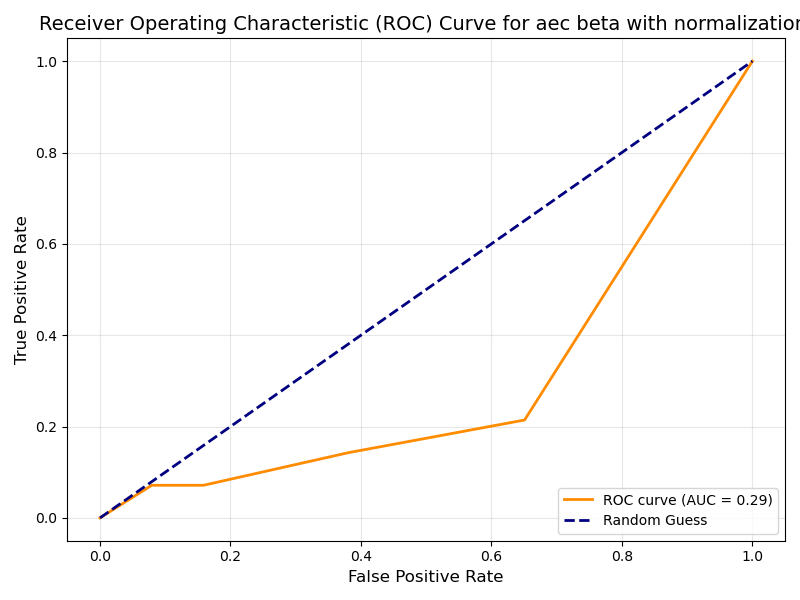 Receiver Operating Characteristic (ROC) Curve for aec beta with normalization
1.0
0.8
0.6
0.4
0.2
0.0
True Positive Rate
0.0 0.2 0.4 0.6 0.8 1.0
False Positive Rate
ROC curve (AUC = 0.29)
Random Guess